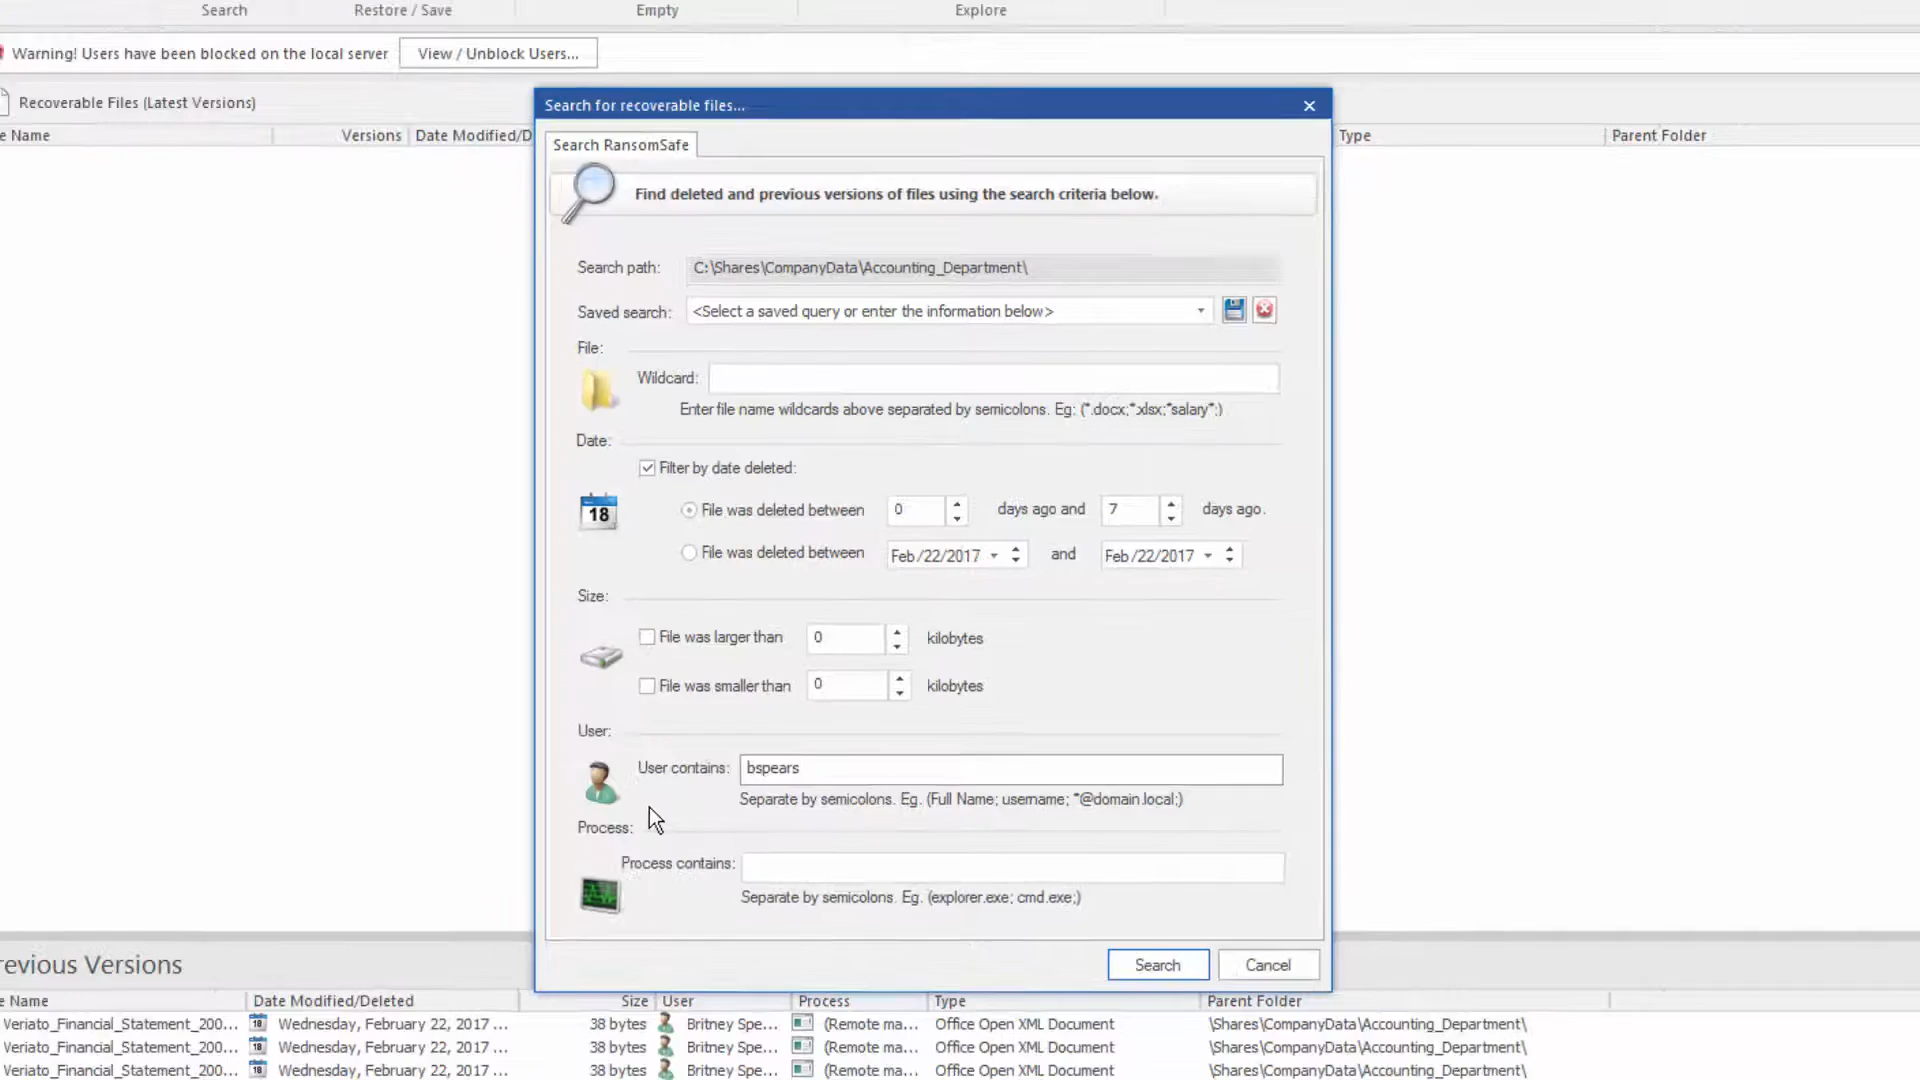 Search Restore / Save Empty Explore
Warning! Users have been blocked on the local server View / Unblock Users...
Recoverable Files (Latest Versions)
e Name Versions Date Modified/D Type Parent Folder
Search for recoverable files...
Search RansomSafe
Find deleted and previous versions of files using the search criteria below.
Search path: C:\Shares\CompanyData\Accounting_Department\
Saved search: <Select a saved query or enter the information below>
File:
Wildcard:
Enter file name wildcards above separated by semicolons. Eg: (*.docx;*.xlsx;*salary*;)
Date:
Filter by date deleted:
18
File was deleted between 0 days ago and 7 days ago.
File was deleted between Feb/22/2017 and Feb/22/2017
Size:
File was larger than 0 kilobytes
File was smaller than 0 kilobytes
User:
User contains: bspears
Separate by semicolons. Eg. (Full Name; username; *@domain.local;)
Process:
Process contains:
Separate by semicolons. Eg. (explorer.exe; cmd.exe;)
Search Cancel
revious Versions
e Name Date Modified/Deleted Size User Process Type Parent Folder
Veriato_Financial_Statement_200... 18 Wednesday, February 22, 2017 ... 38 bytes Britney Spe... (Remote ma... Office Open XML Document \Shares\CompanyData\Accounting_Department\
Veriato_Financial_Statement_200... 18 Wednesday, February 22, 2017 ... 38 bytes Britney Spe... (Remote ma... Office Open XML Document \Shares\CompanyData\Accounting_Department\
Veriato_Financial_Statement_200... 18 Wednesday, February 22, 2017 ... 38 bytes Britney Spe... (Remote ma... Office Open XML Document \Shares\CompanyData\Accounting_Department\